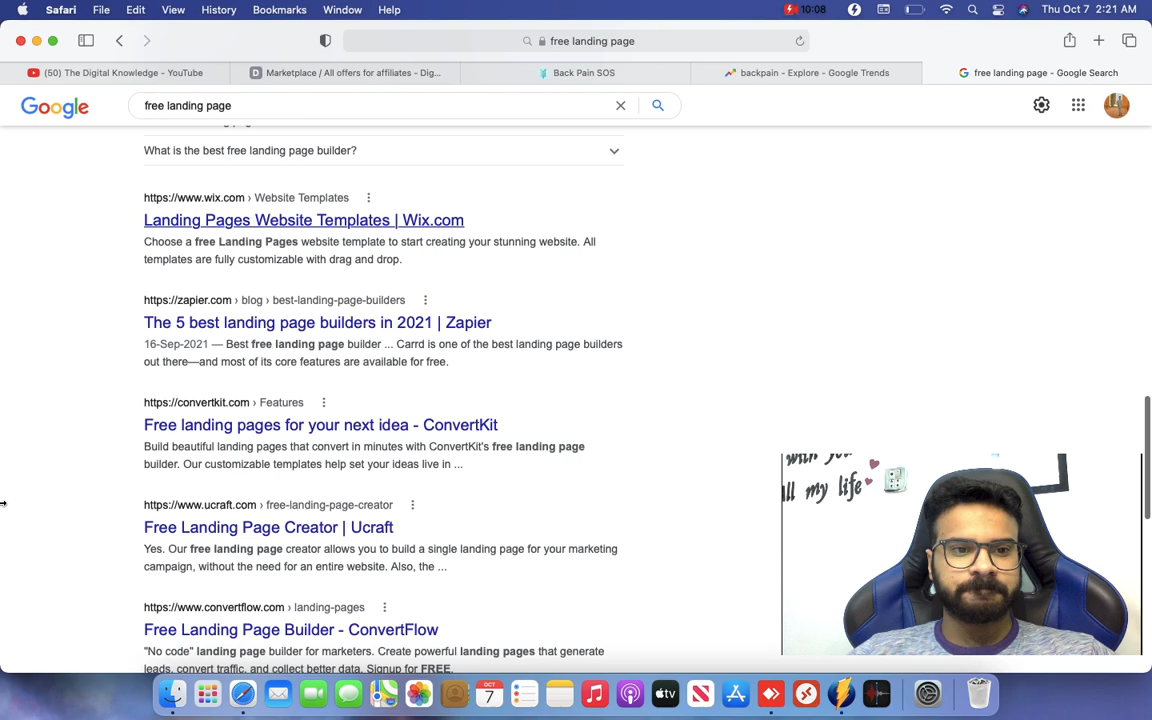 Safari File Edit View History Bookmarks Window Help 10:08 Thu Oct 7 2:21 AM
free landing page
(50) The Digital Knowledge - YouTube
Marketplace / All offers for affiliates - Dig...
Back Pain SOS
backpain - Explore - Google Trends
free landing page - Google Search
Google free landing page
What is the best free landing page builder?
https://www.wix.com › Website Templates
Landing Pages Website Templates | Wix.com
Choose a free Landing Pages website template to start creating your stunning website. All
templates are fully customizable with drag and drop.
https://zapier.com › blog › best-landing-page-builders
The 5 best landing page builders in 2021 | Zapier
16-Sep-2021 — Best free landing page builder ... Carrd is one of the best landing page builders
out there—and most of its core features are available for free.
https://convertkit.com › Features
Free landing pages for your next idea - ConvertKit
Build beautiful landing pages that convert in minutes with ConvertKit's free landing page
builder. Our customizable templates help set your ideas live in ...
https://www.ucraft.com › free-landing-page-creator
Free Landing Page Creator | Ucraft
Yes. Our free landing page creator allows you to build a single landing page for your marketing
campaign, without the need for an entire website. Also, the ...
https://www.convertflow.com › landing-pages
Free Landing Page Builder - ConvertFlow
"No code" landing page builder for marketers. Create powerful landing pages that generate
leads, convert traffic, and collect better data. Signup for FREE.
with you
all my life
OCT
7
tv